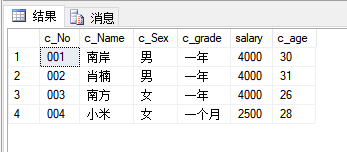 结果 消息
c_No c_Name c_Sex c_grade salary c_age
1 001 南岸 男 一年 4000 30
2 002 肖楠 男 一年 4000 31
3 003 南方 女 一年 4000 26
4 004 小米 女 一个月 2500 28